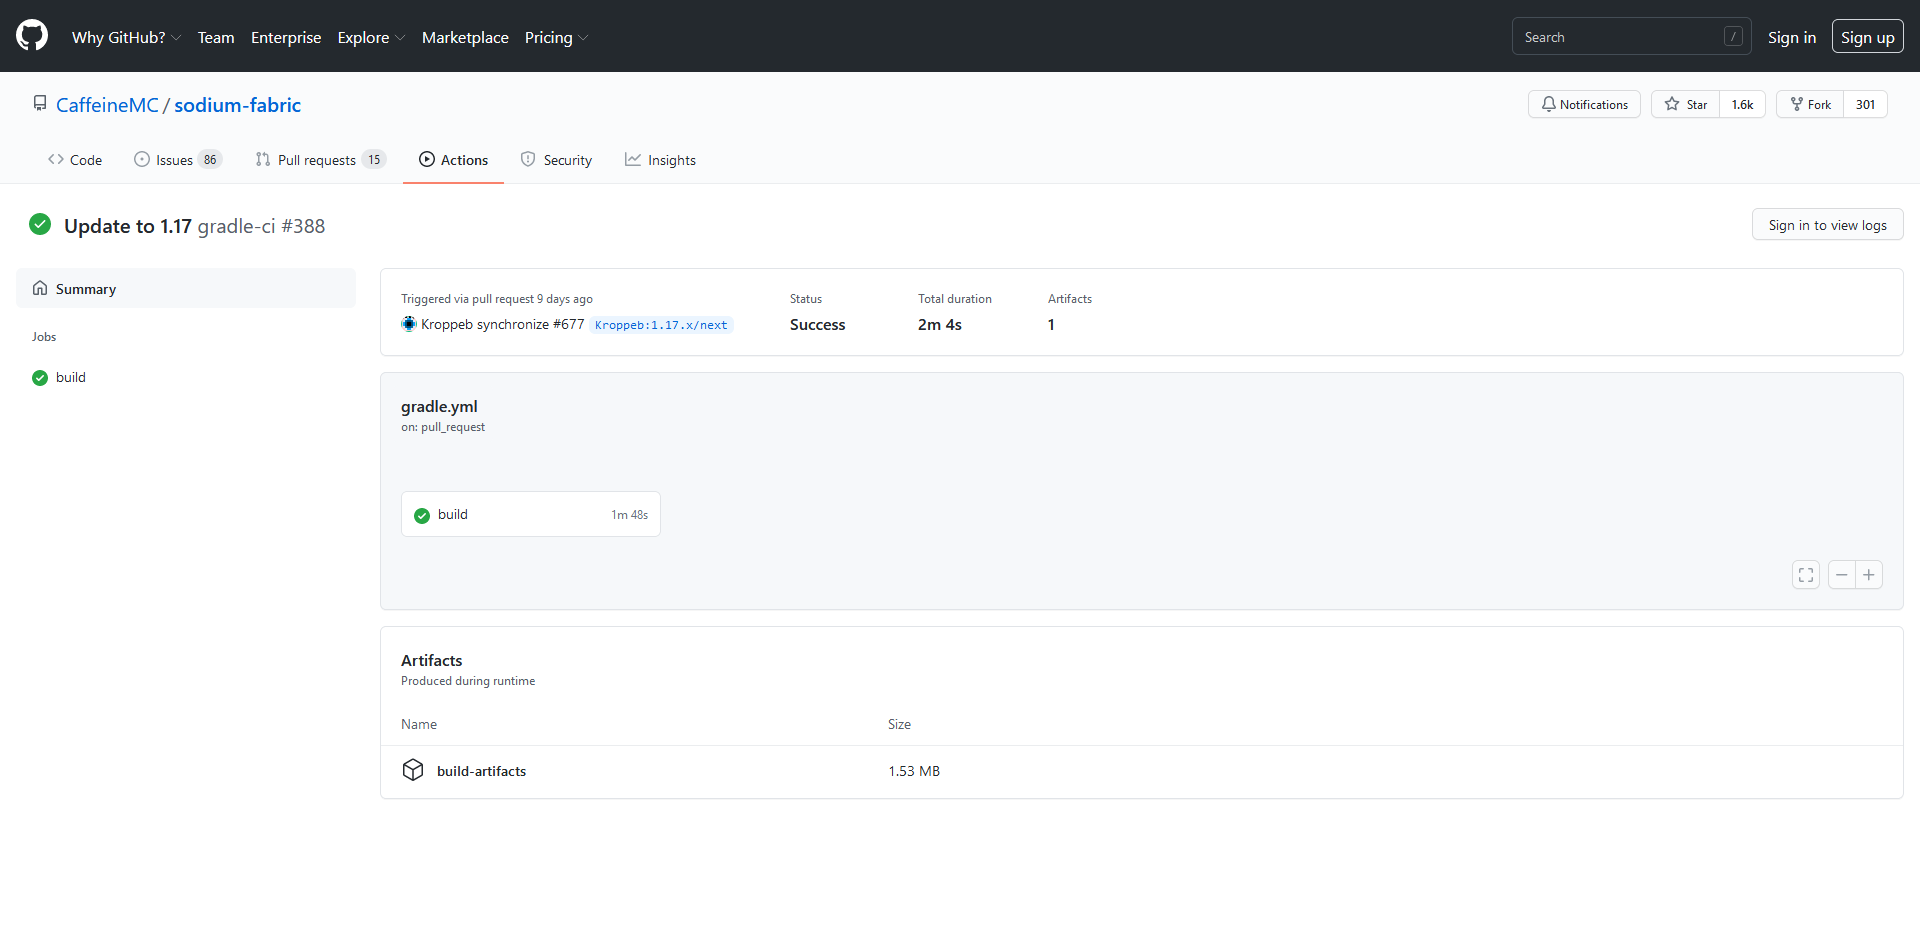 Why GitHub? Team Enterprise Explore Marketplace Pricing Search / Sign in Sign up
CaffeineMC / sodium-fabric Notifications Star 1.6k Fork 301
Code Issues 86 Pull requests 15 Actions Security Insights
Update to 1.17 gradle-ci #388 Sign in to view logs
Summary
Jobs
build
Triggered via pull request 9 days ago Status Total duration Artifacts
Kroppeb synchronize #677 Kroppeb:1.17.x/next Success 2m 4s 1
gradle.yml
on: pull_request
build 1m 48s
Artifacts
Produced during runtime
Name Size
build-artifacts 1.53 MB